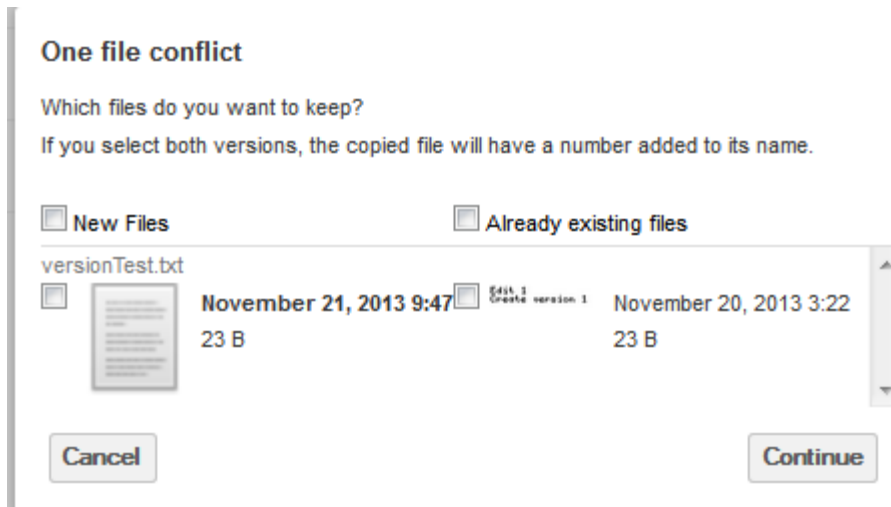 One file conflict
Which files do you want to keep?
If you select both versions, the copied file will have a number added to its name.
New Files
Already existing files
versionTest.txt
November 21, 2013 9:47
23 B
Edit 1
Create version 1
November 20, 2013 3:22
23 B
Cancel
Continue